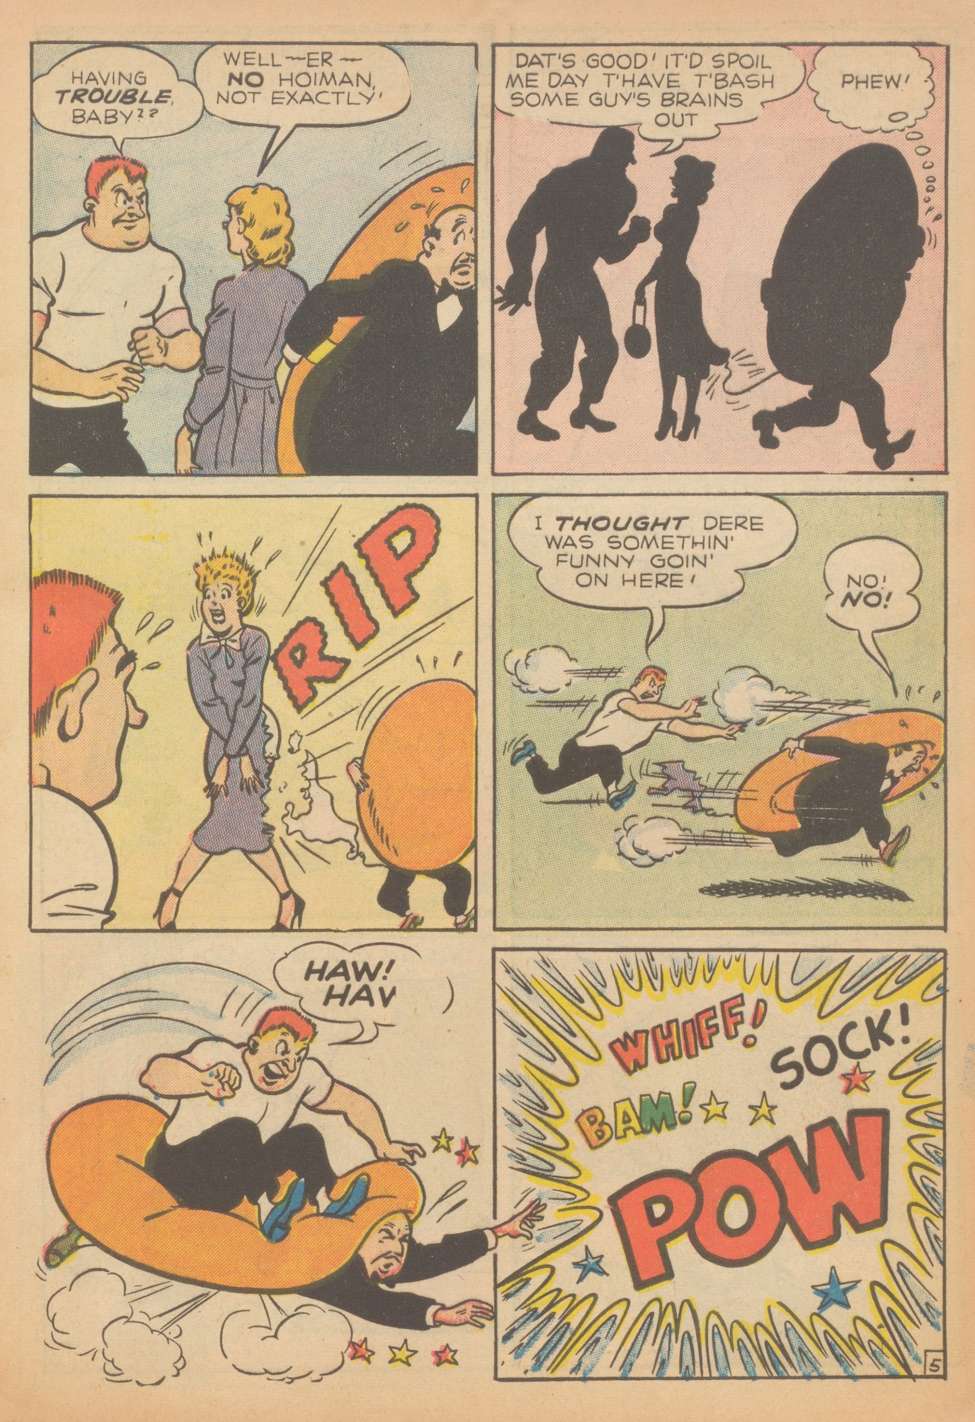 HAVING
TROUBLE,
BABY??
WELL—ER—
NO HOIMAN,
NOT EXACTLY!
DAT'S GOOD! IT'D SPOIL
ME DAY T'HAVE T'BASH
SOME GUY'S BRAINS
OUT
PHEW!
RIP
I THOUGHT DERE
WAS SOMETHIN'
FUNNY GOIN'
ON HERE!
NO!
NO!
HAW!
HAV
WHIFF!
SOCK!
BAM!
POW
5